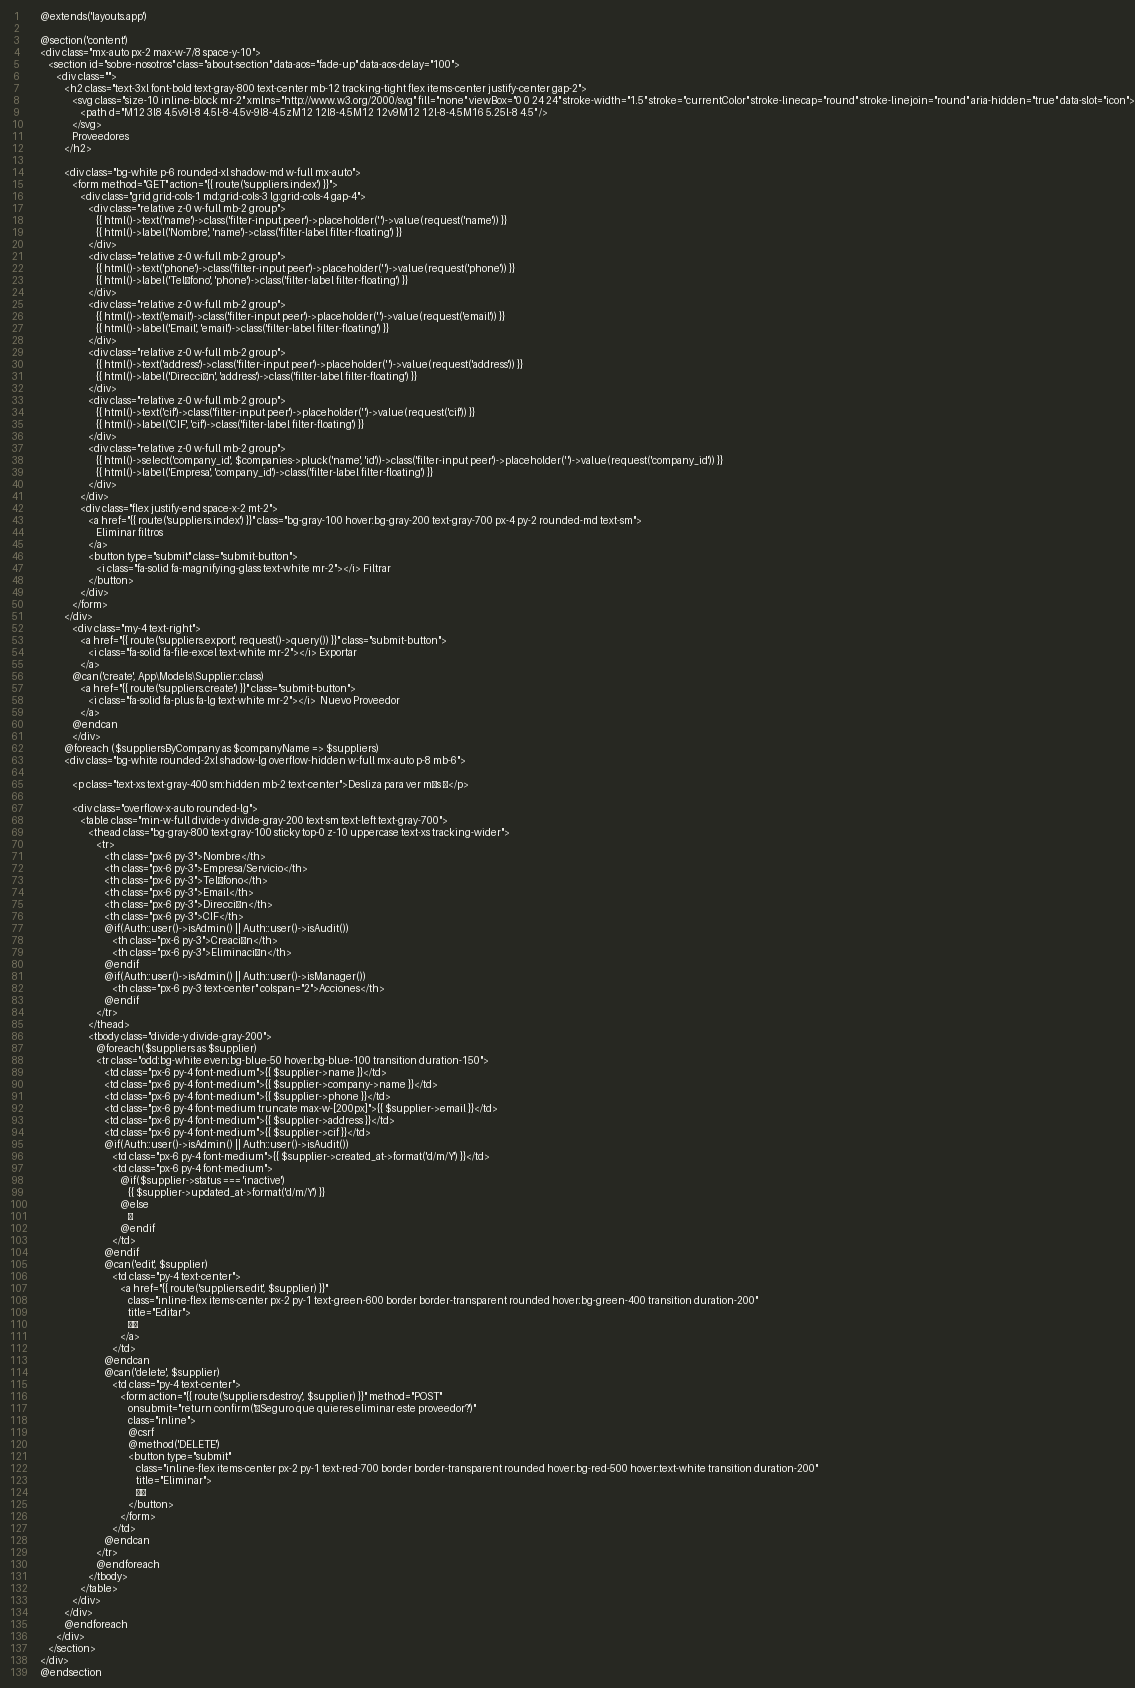 1 @extends('layouts.app')
2
3 @section('content')
4 <div class="mx-auto px-2 max-w-7/8 space-y-10">
5 <section id="sobre-nosotros" class="about-section" data-aos="fade-up" data-aos-delay="100">
6 <div class="">
7 <h2 class="text-3xl font-bold text-gray-800 text-center mb-12 tracking-tight flex items-center justify-center gap-2">
8 <svg class="size-10 inline-block mr-2" xmlns="http://www.w3.org/2000/svg" fill="none" viewBox="0 0 24 24" stroke-width="1.5" stroke="currentColor" stroke-linecap="round" stroke-linejoin="round" aria-hidden="true" data-slot="icon">
9 <path d="M12 3l8 4.5v9l-8 4.5l-8-4.5v-9l8-4.5zM12 12l8-4.5M12 12v9M12 12l-8-4.5M16 5.25l-8 4.5" />
10 </svg>
11 Proveedores
12 </h2>
13
14 <div class="bg-white p-6 rounded-xl shadow-md w-full mx-auto">
15 <form method="GET" action="{{ route('suppliers.index') }}">
16 <div class="grid grid-cols-1 md:grid-cols-3 lg:grid-cols-4 gap-4">
17 <div class="relative z-0 w-full mb-2 group">
18 {{ html()->text('name')->class('filter-input peer')->placeholder(' ')->value(request('name')) }}
19 {{ html()->label('Nombre', 'name')->class('filter-label filter-floating') }}
20 </div>
21 <div class="relative z-0 w-full mb-2 group">
22 {{ html()->text('phone')->class('filter-input peer')->placeholder(' ')->value(request('phone')) }}
23 {{ html()->label('Tel▯fono', 'phone')->class('filter-label filter-floating') }}
24 </div>
25 <div class="relative z-0 w-full mb-2 group">
26 {{ html()->text('email')->class('filter-input peer')->placeholder(' ')->value(request('email')) }}
27 {{ html()->label('Email', 'email')->class('filter-label filter-floating') }}
28 </div>
29 <div class="relative z-0 w-full mb-2 group">
30 {{ html()->text('address')->class('filter-input peer')->placeholder(' ')->value(request('address')) }}
31 {{ html()->label('Direcci▯n', 'address')->class('filter-label filter-floating') }}
32 </div>
33 <div class="relative z-0 w-full mb-2 group">
34 {{ html()->text('cif')->class('filter-input peer')->placeholder(' ')->value(request('cif')) }}
35 {{ html()->label('CIF', 'cif')->class('filter-label filter-floating') }}
36 </div>
37 <div class="relative z-0 w-full mb-2 group">
38 {{ html()->select('company_id', $companies->pluck('name', 'id'))->class('filter-input peer')->placeholder(' ')->value(request('company_id')) }}
39 {{ html()->label('Empresa', 'company_id')->class('filter-label filter-floating') }}
40 </div>
41 </div>
42 <div class="flex justify-end space-x-2 mt-2">
43 <a href="{{ route('suppliers.index') }}" class="bg-gray-100 hover:bg-gray-200 text-gray-700 px-4 py-2 rounded-md text-sm">
44 Eliminar filtros
45 </a>
46 <button type="submit" class="submit-button">
47 <i class="fa-solid fa-magnifying-glass text-white mr-2"></i> Filtrar
48 </button>
49 </div>
50 </form>
51 </div>
52 <div class="my-4 text-right">
53 <a href="{{ route('suppliers.export', request()->query()) }}" class="submit-button">
54 <i class="fa-solid fa-file-excel text-white mr-2"></i> Exportar
55 </a>
56 @can('create', App\Models\Supplier::class)
57 <a href="{{ route('suppliers.create') }}" class="submit-button">
58 <i class="fa-solid fa-plus fa-lg text-white mr-2"></i> Nuevo Proveedor
59 </a>
60 @endcan
61 </div>
62 @foreach ($suppliersByCompany as $companyName => $suppliers)
63 <div class="bg-white rounded-2xl shadow-lg overflow-hidden w-full mx-auto p-8 mb-6">
64
65 <p class="text-xs text-gray-400 sm:hidden mb-2 text-center">Desliza para ver m▯s ▯</p>
66
67 <div class="overflow-x-auto rounded-lg">
68 <table class="min-w-full divide-y divide-gray-200 text-sm text-left text-gray-700">
69 <thead class="bg-gray-800 text-gray-100 sticky top-0 z-10 uppercase text-xs tracking-wider">
70 <tr>
71 <th class="px-6 py-3">Nombre</th>
72 <th class="px-6 py-3">Empresa/Servicio</th>
73 <th class="px-6 py-3">Tel▯fono</th>
74 <th class="px-6 py-3">Email</th>
75 <th class="px-6 py-3">Direcci▯n</th>
76 <th class="px-6 py-3">CIF</th>
77 @if(Auth::user()->isAdmin() || Auth::user()->isAudit())
78 <th class="px-6 py-3">Creaci▯n</th>
79 <th class="px-6 py-3">Eliminaci▯n</th>
80 @endif
81 @if(Auth::user()->isAdmin() || Auth::user()->isManager())
82 <th class="px-6 py-3 text-center" colspan="2">Acciones</th>
83 @endif
84 </tr>
85 </thead>
86 <tbody class="divide-y divide-gray-200">
87 @foreach($suppliers as $supplier)
88 <tr class="odd:bg-white even:bg-blue-50 hover:bg-blue-100 transition duration-150">
89 <td class="px-6 py-4 font-medium">{{ $supplier->name }}</td>
90 <td class="px-6 py-4 font-medium">{{ $supplier->company->name }}</td>
91 <td class="px-6 py-4 font-medium">{{ $supplier->phone }}</td>
92 <td class="px-6 py-4 font-medium truncate max-w-[200px]">{{ $supplier->email }}</td>
93 <td class="px-6 py-4 font-medium">{{ $supplier->address }}</td>
94 <td class="px-6 py-4 font-medium">{{ $supplier->cif }}</td>
95 @if(Auth::user()->isAdmin() || Auth::user()->isAudit())
96 <td class="px-6 py-4 font-medium">{{ $supplier->created_at->format('d/m/Y') }}</td>
97 <td class="px-6 py-4 font-medium">
98 @if($supplier->status === 'inactive')
99 {{ $supplier->updated_at->format('d/m/Y') }}
100 @else
101 ▯
102 @endif
103 </td>
104 @endif
105 @can('edit', $supplier)
106 <td class="py-4 text-center">
107 <a href="{{ route('suppliers.edit', $supplier) }}"
108 class="inline-flex items-center px-2 py-1 text-green-600 border border-transparent rounded hover:bg-green-400 transition duration-200"
109 title="Editar">
110 ▯▯
111 </a>
112 </td>
113 @endcan
114 @can('delete', $supplier)
115 <td class="py-4 text-center">
116 <form action="{{ route('suppliers.destroy', $supplier) }}" method="POST"
117 onsubmit="return confirm('▯Seguro que quieres eliminar este proveedor?')"
118 class="inline">
119 @csrf
120 @method('DELETE')
121 <button type="submit"
122 class="inline-flex items-center px-2 py-1 text-red-700 border border-transparent rounded hover:bg-red-500 hover:text-white transition duration-200"
123 title="Eliminar">
124 ▯▯
125 </button>
126 </form>
127 </td>
128 @endcan
129 </tr>
130 @endforeach
131 </tbody>
132 </table>
133 </div>
134 </div>
135 @endforeach
136 </div>
137 </section>
138 </div>
139 @endsection